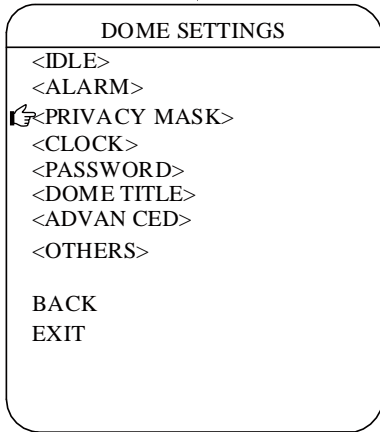 DOME SETTINGS
<IDLE>
<ALARM>
<PRIVACY MASK>
<CLOCK>
<PASSWORD>
<DOME TITLE>
<ADVAN CED>
<OTHERS>
BACK
EXIT